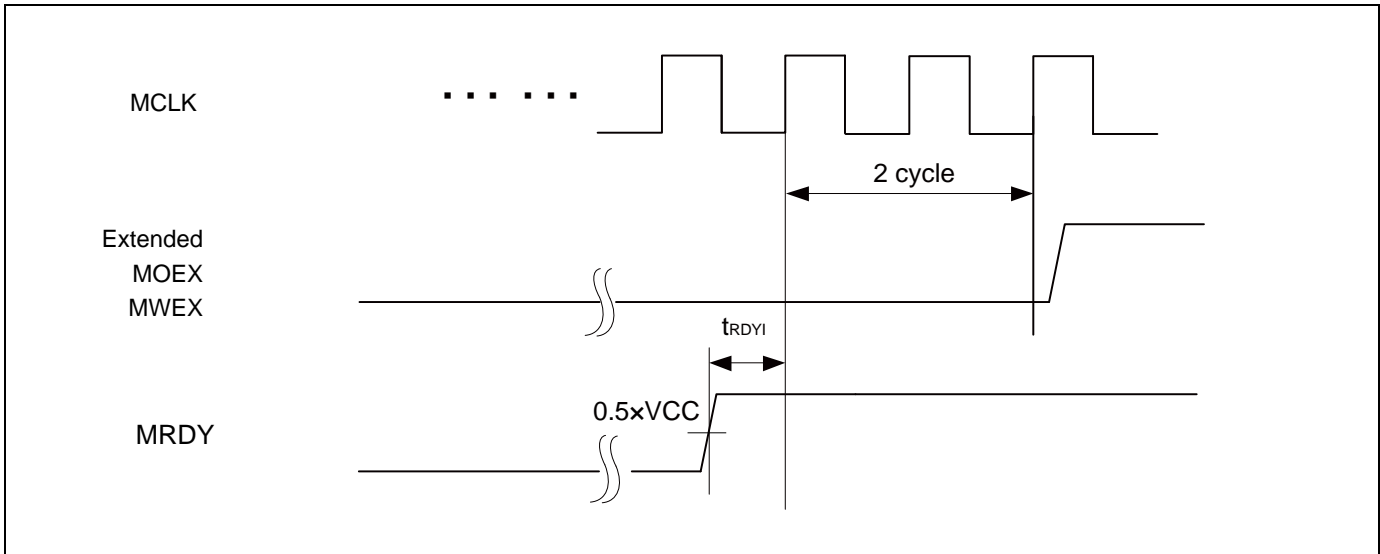 MCLK
2 cycle
Extended
MOEX
MWEX
tRDYI
0.5×VCC
MRDY